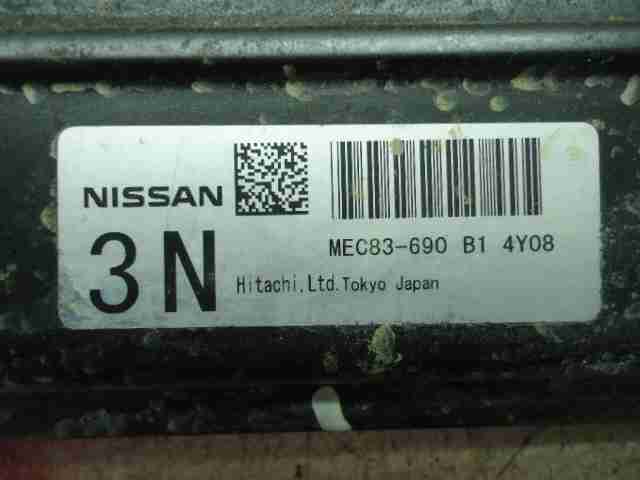 NISSAN
3N
MEC83-690 B1 4Y08
Hitachi,Ltd.Tokyo Japan